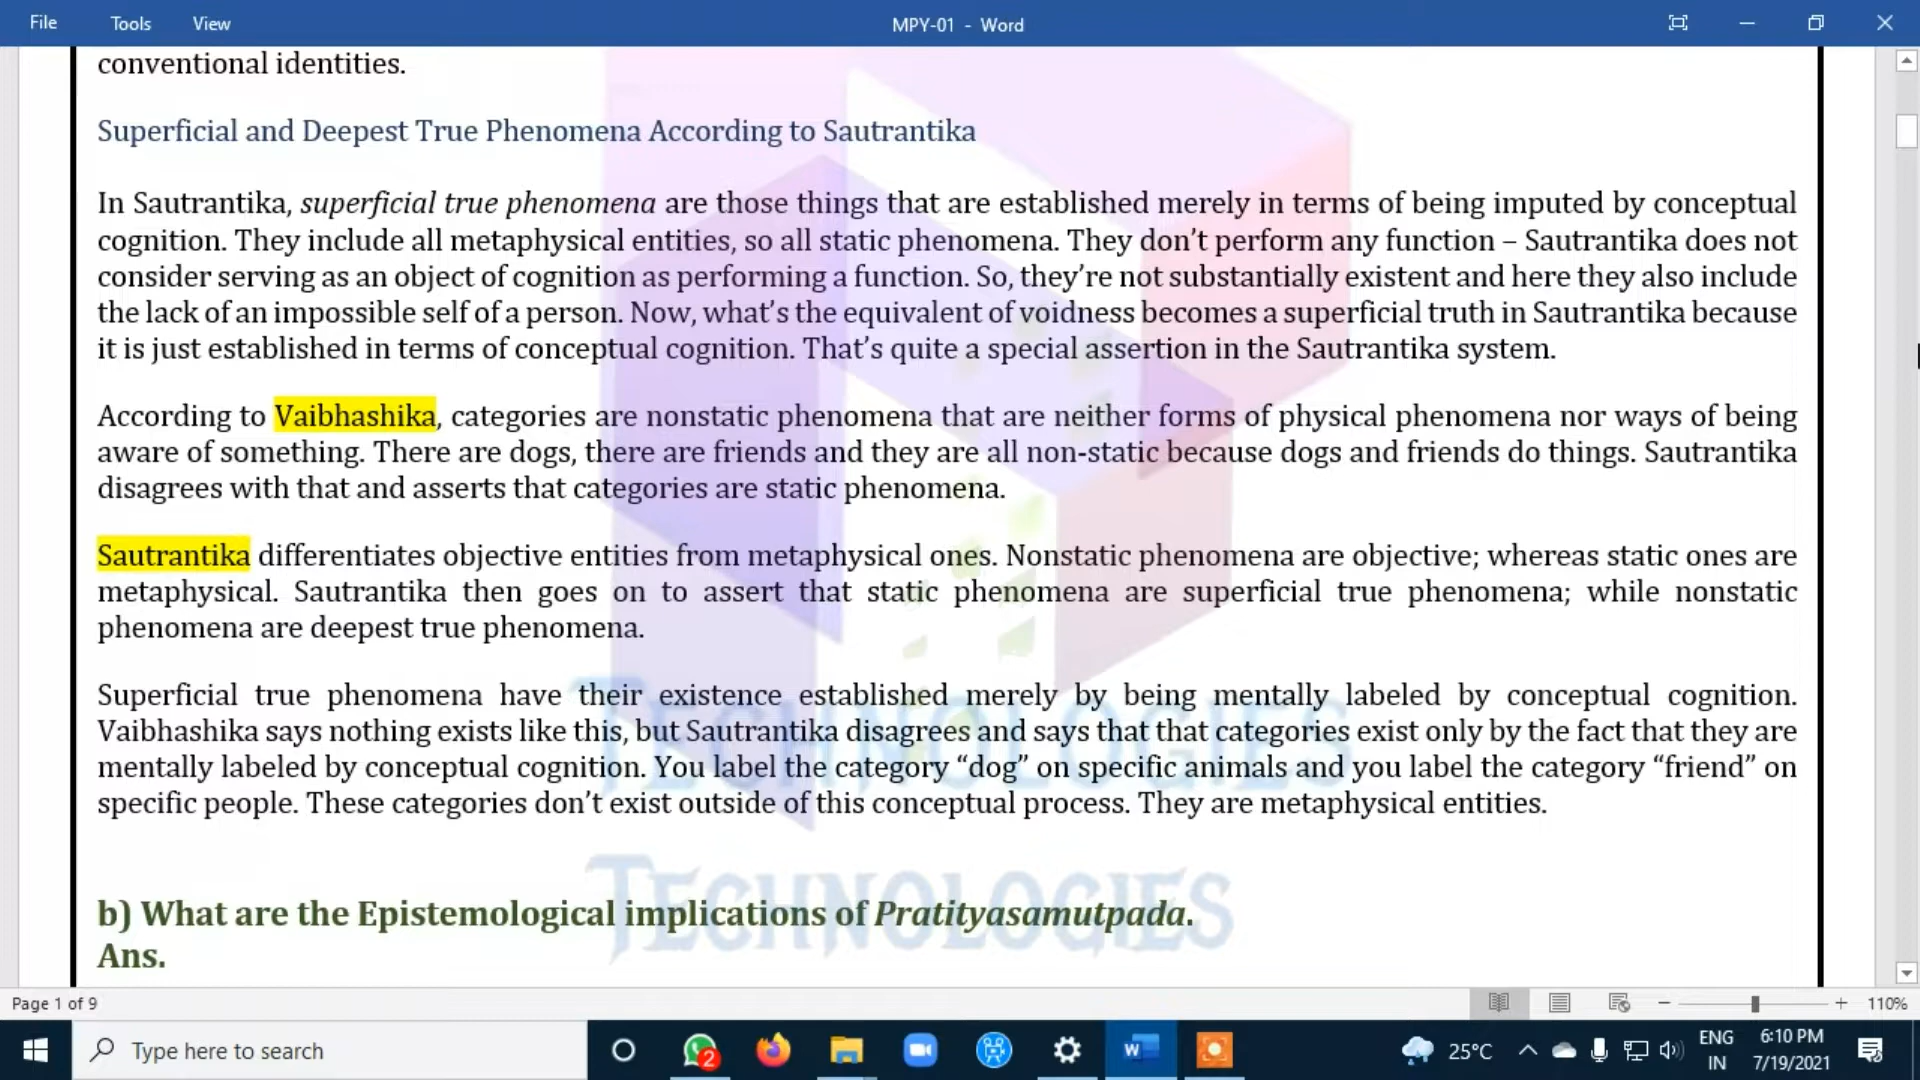 File Tools View MPY-01 - Word
conventional identities.
Superficial and Deepest True Phenomena According to Sautrantika
In Sautrantika, superficial true phenomena are those things that are established merely in terms of being imputed by conceptual
cognition. They include all metaphysical entities, so all static phenomena. They don’t perform any function – Sautrantika does not
consider serving as an object of cognition as performing a function. So, they’re not substantially existent and here they also include
the lack of an impossible self of a person. Now, what’s the equivalent of voidness becomes a superficial truth in Sautrantika because
it is just established in terms of conceptual cognition. That’s quite a special assertion in the Sautrantika system.
According to Vaibhashika, categories are nonstatic phenomena that are neither forms of physical phenomena nor ways of being
aware of something. There are dogs, there are friends and they are all non-static because dogs and friends do things. Sautrantika
disagrees with that and asserts that categories are static phenomena.
Sautrantika differentiates objective entities from metaphysical ones. Nonstatic phenomena are objective; whereas static ones are
metaphysical. Sautrantika then goes on to assert that static phenomena are superficial true phenomena; while nonstatic
phenomena are deepest true phenomena.
Superficial true phenomena have their existence established merely by being mentally labeled by conceptual cognition.
Vaibhashika says nothing exists like this, but Sautrantika disagrees and says that that categories exist only by the fact that they are
mentally labeled by conceptual cognition. You label the category “dog” on specific animals and you label the category “friend” on
specific people. These categories don’t exist outside of this conceptual process. They are metaphysical entities.
TECHNOLOGIES
TECHNOLOGIES
b) What are the Epistemological implications of Pratityasamutpada.
Ans.
Page 1 of 9 110%
Type here to search 2 W 25°C ENG 6:10 PM
IN 7/19/2021